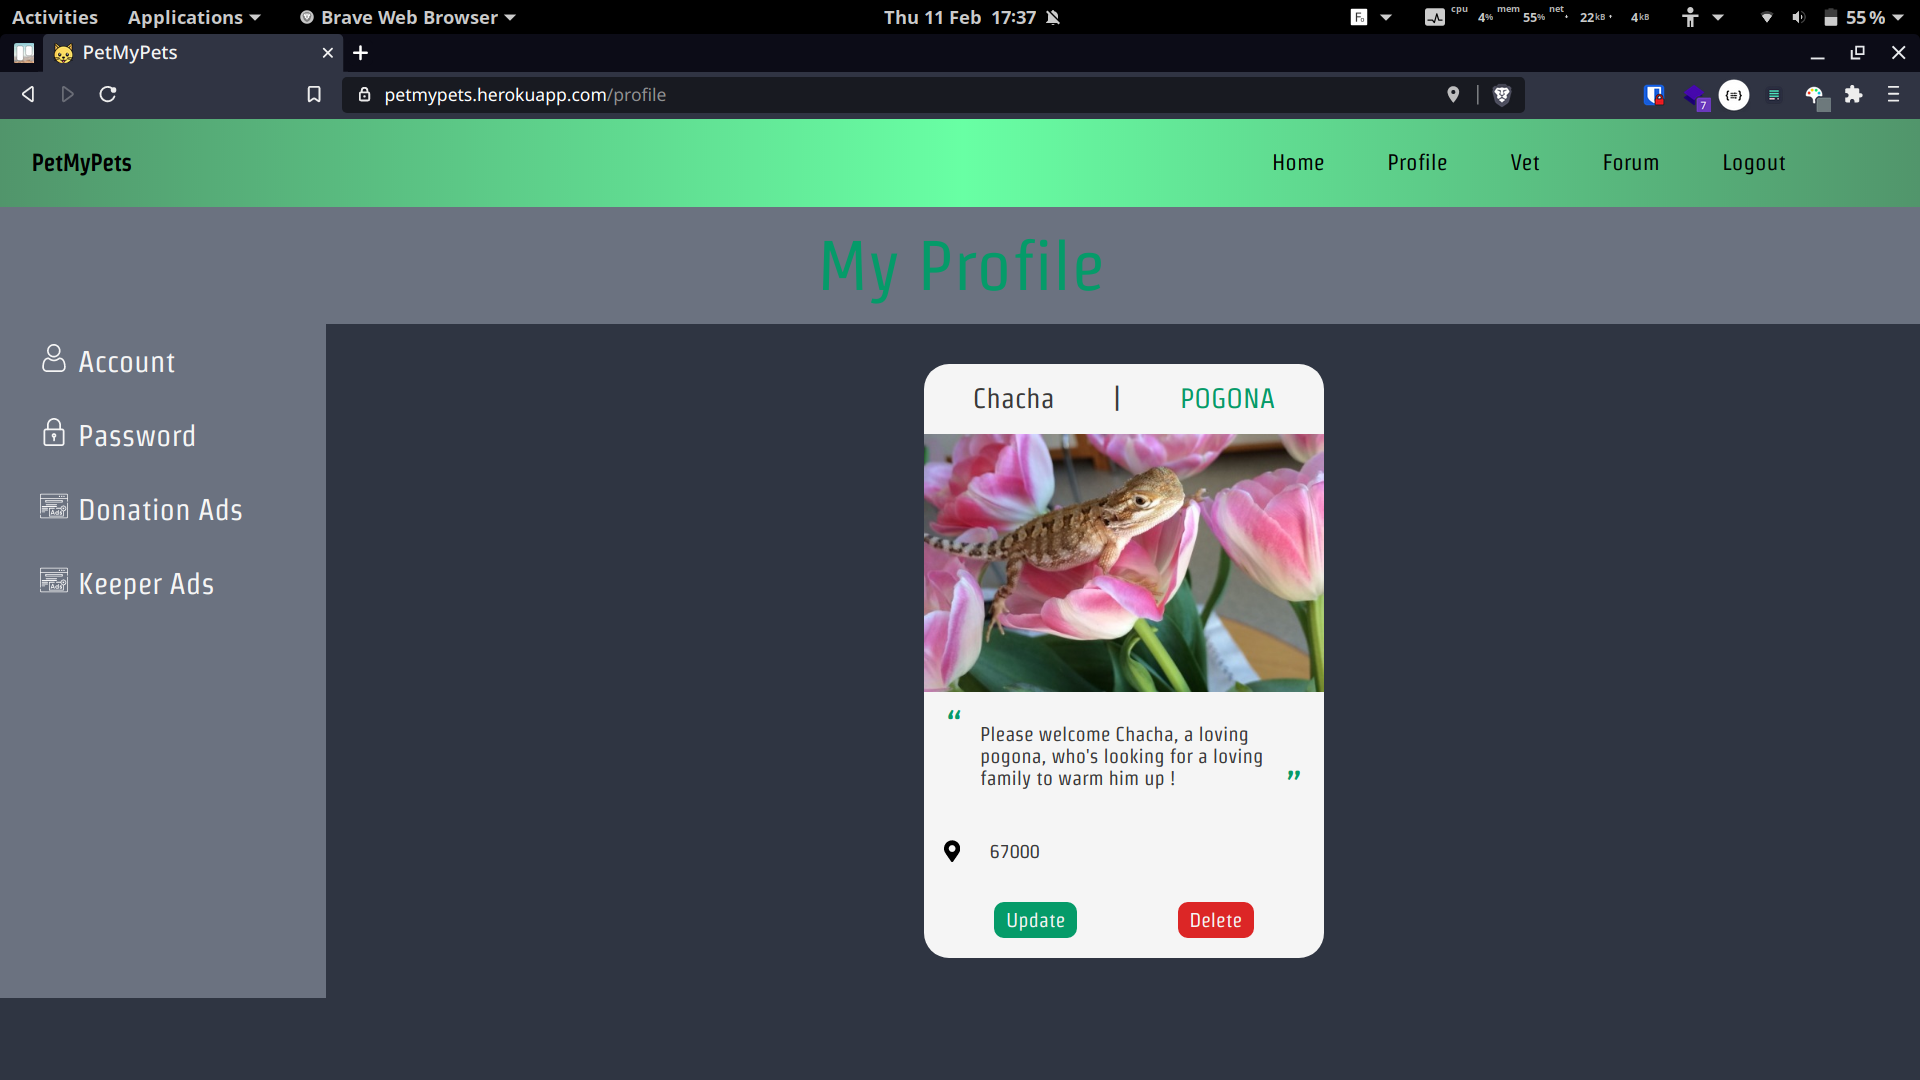 Activities Applications Brave Web Browser Thu 11 Feb 17:37 cpu 4% mem 55% net 22kB 4kB 55%
PetMyPets
petmypets.herokuapp.com/profile 7
PetMyPets Home Profile Vet Forum Logout
My Profile
Account
Password
Donation Ads
Keeper Ads
Chacha | POGONA
“ Please welcome Chacha, a loving
pogona, who's looking for a loving
family to warm him up ! ”
67000
Update Delete